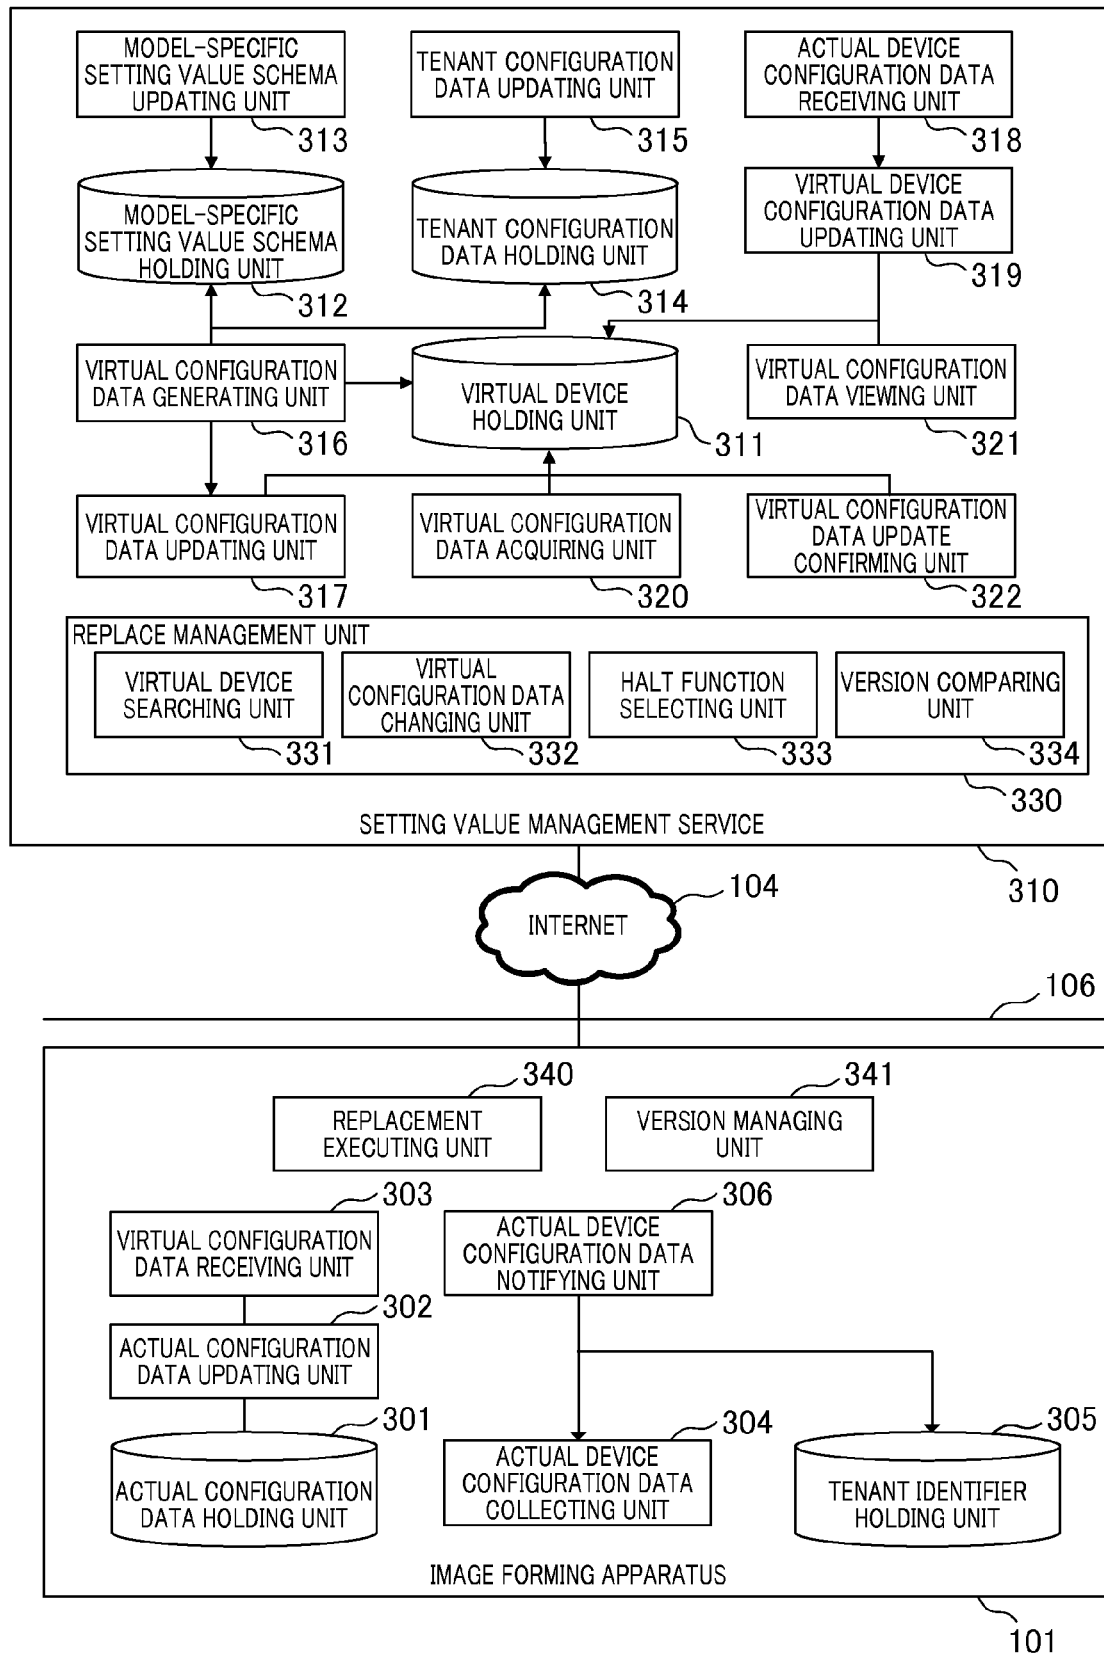 MODEL-SPECIFIC
SETTING VALUE SCHEMA
UPDATING UNIT
313
TENANT CONFIGURATION
DATA UPDATING UNIT
315
ACTUAL DEVICE
CONFIGURATION DATA
RECEIVING UNIT
318
MODEL-SPECIFIC
SETTING VALUE SCHEMA
HOLDING UNIT
312
TENANT CONFIGURATION
DATA HOLDING UNIT
314
VIRTUAL DEVICE
CONFIGURATION DATA
UPDATING UNIT
319
VIRTUAL CONFIGURATION
DATA GENERATING UNIT
316
VIRTUAL DEVICE
HOLDING UNIT
311
VIRTUAL CONFIGURATION
DATA VIEWING UNIT
321
VIRTUAL CONFIGURATION
DATA UPDATING UNIT
317
VIRTUAL CONFIGURATION
DATA ACQUIRING UNIT
320
VIRTUAL CONFIGURATION
DATA UPDATE
CONFIRMING UNIT
322
REPLACE MANAGEMENT UNIT
VIRTUAL DEVICE
SEARCHING UNIT
331
VIRTUAL
CONFIGURATION DATA
CHANGING UNIT
332
HALT FUNCTION
SELECTING UNIT
333
VERSION COMPARING
UNIT
334
330
SETTING VALUE MANAGEMENT SERVICE
310
104
INTERNET
106
340
REPLACEMENT
EXECUTING UNIT
341
VERSION MANAGING
UNIT
303
VIRTUAL CONFIGURATION
DATA RECEIVING UNIT
306
ACTUAL DEVICE
CONFIGURATION DATA
NOTIFYING UNIT
302
ACTUAL CONFIGURATION
DATA UPDATING UNIT
301
ACTUAL CONFIGURATION
DATA HOLDING UNIT
304
ACTUAL DEVICE
CONFIGURATION DATA
COLLECTING UNIT
305
TENANT IDENTIFIER
HOLDING UNIT
IMAGE FORMING APPARATUS
101